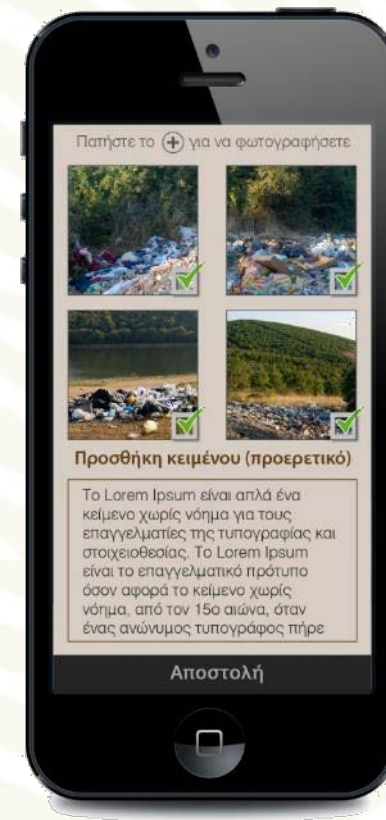 Πατήστε το + για να φωτογραφήσετε
Προσθήκη κειμένου (προερετικό)
Το Lorem Ipsum είναι απλά ένα
κείμενο χωρίς νόημα για τους
επαγγελματίες της τυπογραφίας και
στοιχειοθεσίας. Το Lorem Ipsum
είναι το επαγγελματικό πρότυπο
όσον αφορά το κείμενο χωρίς
νόημα, από τον 15ο αιώνα, όταν
ένας ανώνυμος τυπογράφος πήρε
Αποστολή